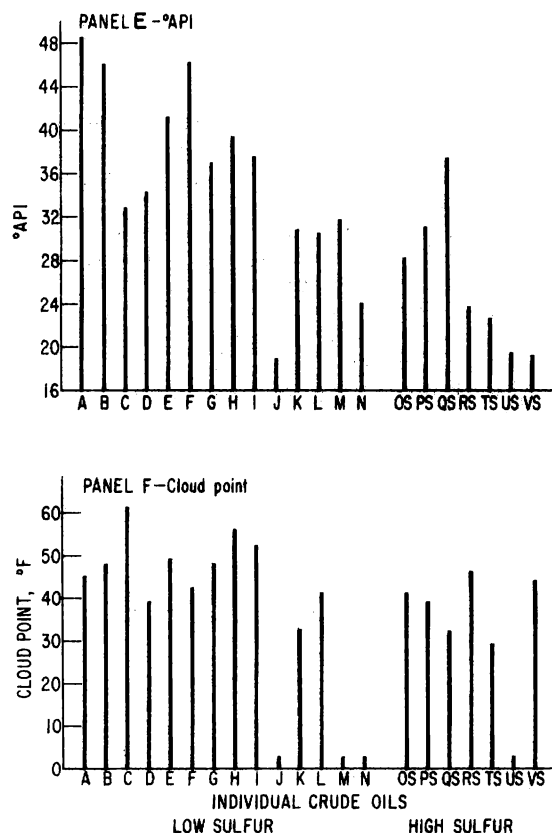 PANEL E-°API
48
44
40
36
32
28
24
20
16
°API
A B C D E F G H I J K L M N OS PS QS RS TS US VS
PANEL F-Cloud point
60
50
40
30
20
10
0
CLOUD POINT, °F
A B C D E F G H I J K L M N OS PS QS RS TS US VS
INDIVIDUAL CRUDE OILS
LOW SULFUR HIGH SULFUR